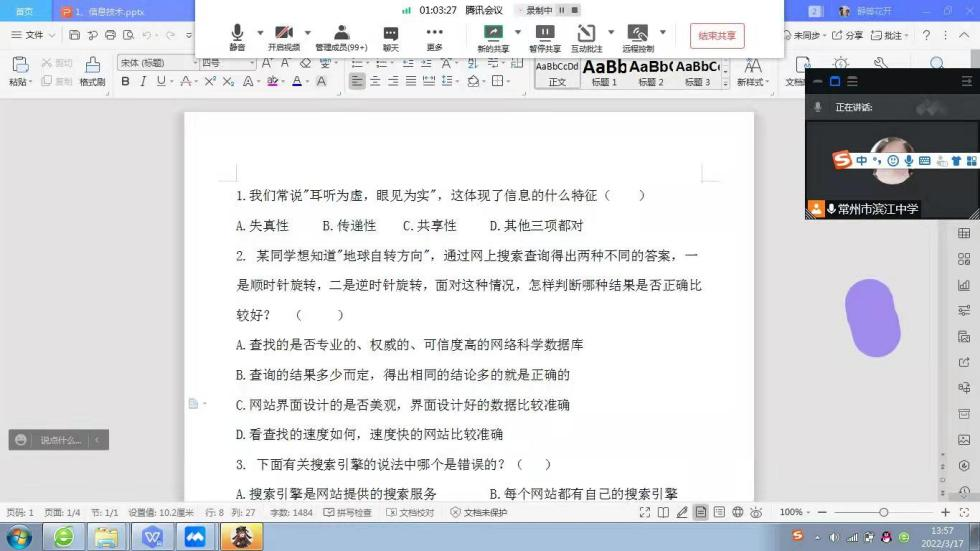 01:03:27 腾讯会议 录制中
首页 1、信息技术.pptx
静音 开启视频 管理成员(99+) 聊天 更多 新的共享 暂停共享 互动批注 远程控制 结束共享
2 静婷花开
文件 未同步 分享 批注
粘贴 剪切 复制 格式刷
宋体 (标题) 四号
B I U
AaBbCcDd AaBb AaBb( AaBbC
正文 标题 1 标题 2 标题 3 新样式
正在讲话:
中
常州市滨江中学
1.我们常说"耳听为虚，眼见为实"，这体现了信息的什么特征（ ）
A.失真性 B.传递性 C.共享性 D.其他三项都对
2. 某同学想知道"地球自转方向"，通过网上搜索查询得出两种不同的答案，一
是顺时针旋转，二是逆时针旋转，面对这种情况，怎样判断哪种结果是否正确比
较好？ （ ）
A.查找的是否专业的、权威的、可信度高的网络科学数据库
B.查询的结果多少而定，得出相同的结论多的就是正确的
C.网站界面设计的是否美观，界面设计好的数据比较准确
D.看查找的速度如何，速度快的网站比较准确
说点什么...
3. 下面有关搜索引擎的说法中哪个是错误的？（ ）
A.搜索引擎是网站提供的搜索服务 B.每个网站都有自己的搜索引擎
页码: 1 页面: 1/4 节: 1/1 设置值: 10.2厘米 行: 8 列: 27 字数: 1484 拼写检查 文档校对 文档未保护 100%
13:57
2022/3/17